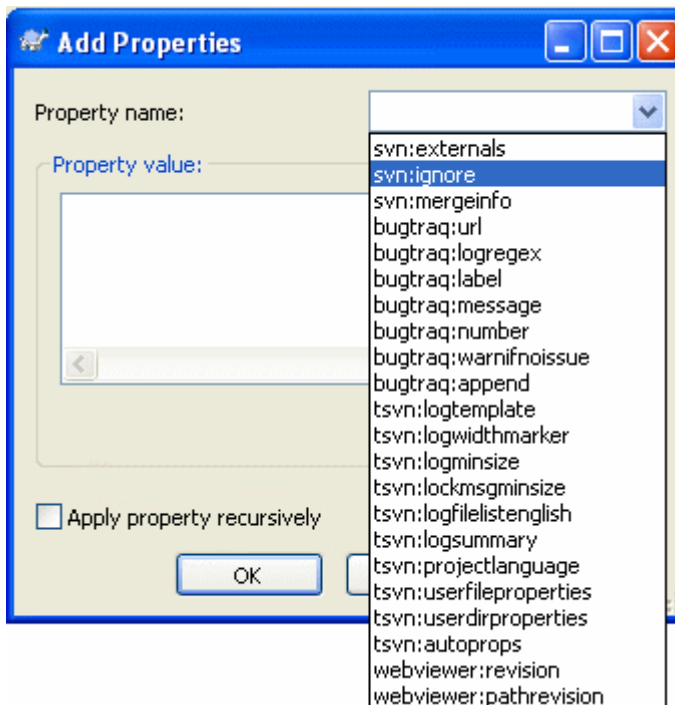 Add Properties
Property name:
Property value:
svn:externals
svn:ignore
svn:mergeinfo
bugtraq:url
bugtraq:logregex
bugtraq:label
bugtraq:message
bugtraq:number
bugtraq:warnifnoissue
bugtraq:append
tsvn:logtemplate
tsvn:logwidthmarker
tsvn:logminsize
tsvn:lockmsgminsize
tsvn:logfilelistenglish
tsvn:logsummary
tsvn:projectlanguage
tsvn:userfileproperties
tsvn:userdirproperties
tsvn:autoprops
webviewer:revision
webviewer:pathrevision
Apply property recursively
OK